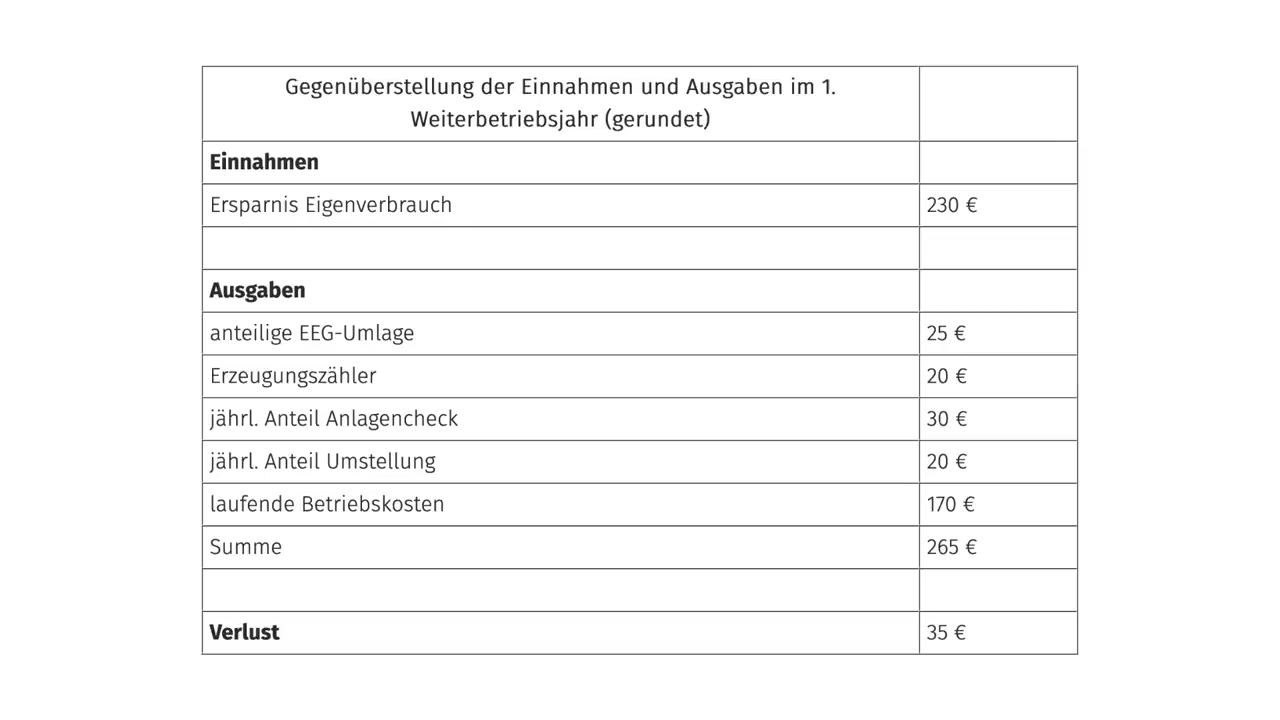 Gegenüberstellung der Einnahmen und Ausgaben im 1.
Weiterbetriebsjahr (gerundet)
Einnahmen
Ersparnis Eigenverbrauch 230 €
Ausgaben
anteilige EEG-Umlage 25 €
Erzeugungszähler 20 €
jährl. Anteil Anlagencheck 30 €
jährl. Anteil Umstellung 20 €
laufende Betriebskosten 170 €
Summe 265 €
Verlust 35 €